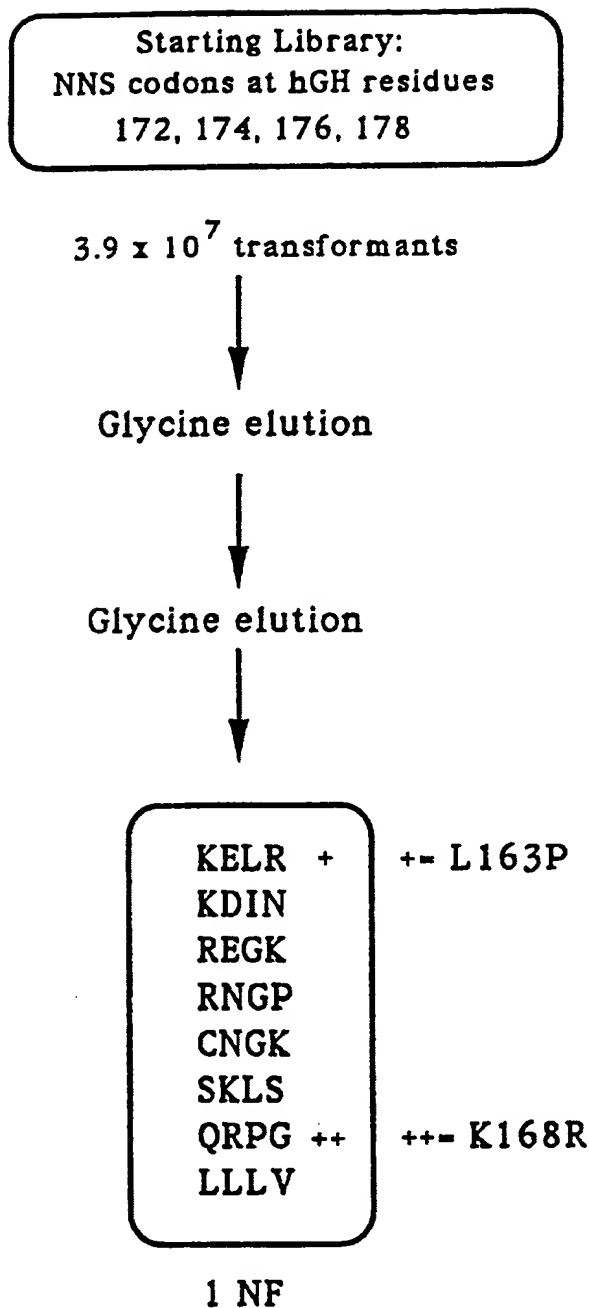 Starting Library:
NNS codons at hGH residues
172, 174, 176, 178
3.9 x 10^7 transformants
Glycine elution
Glycine elution
KELR + += L163P
KDIN
REGK
RNGP
CNGK
SKLS
QRPG ++ ++= K168R
LLLV
1 NF